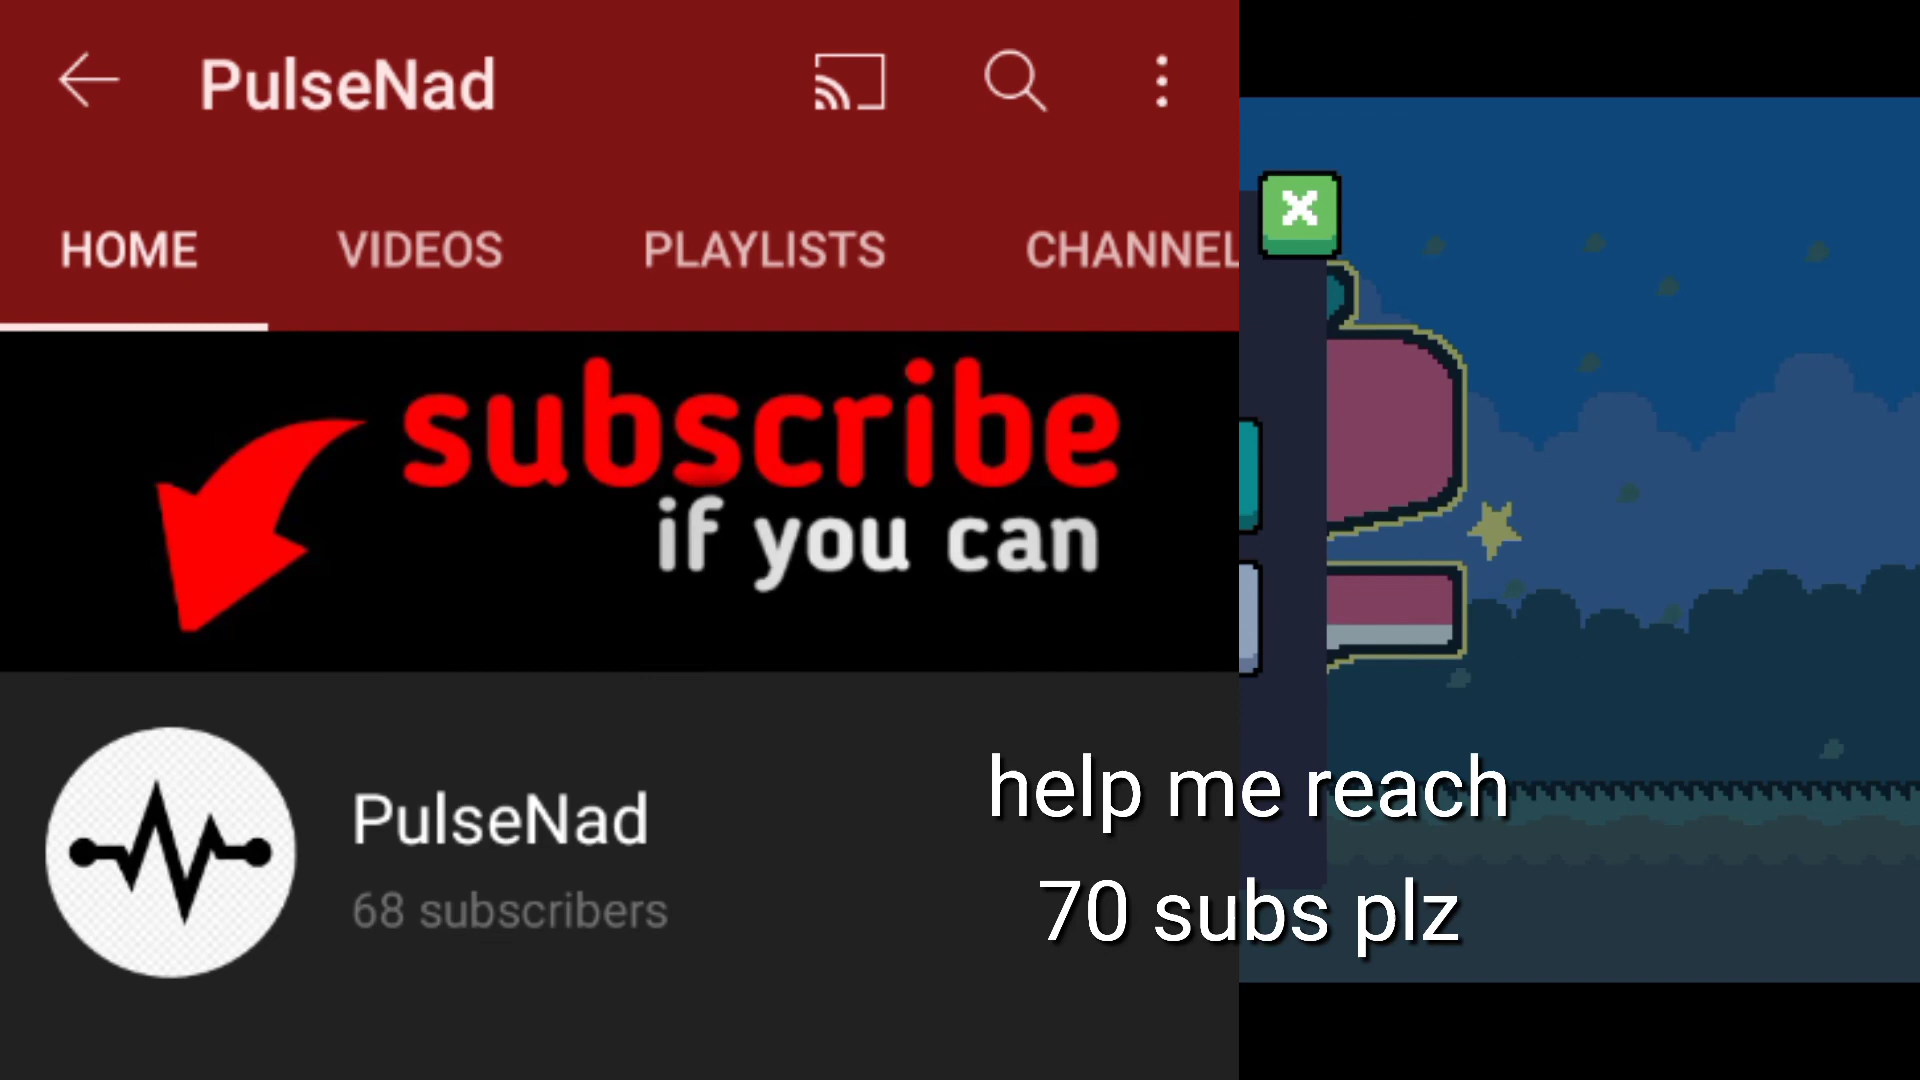 PulseNad
HOME VIDEOS PLAYLISTS CHANNEL
subscribe
if you can
PulseNad
68 subscribers
help me reach
70 subs plz